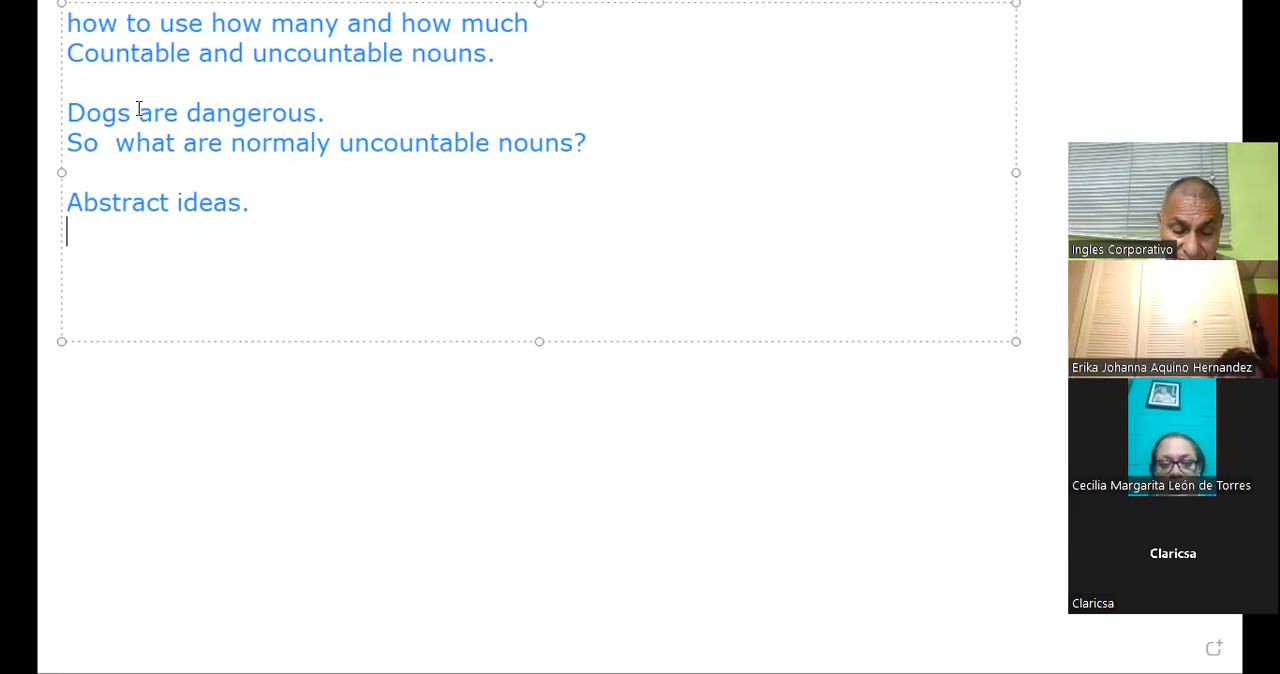 how to use how many and how much
Countable and uncountable nouns.
Dogs are dangerous.
So  what are normaly uncountable nouns?
Abstract ideas.
Ingles Corporativo
Erika Johanna Aquino Hernandez
Cecilia Margarita León de Torres
Claricsa
Claricsa